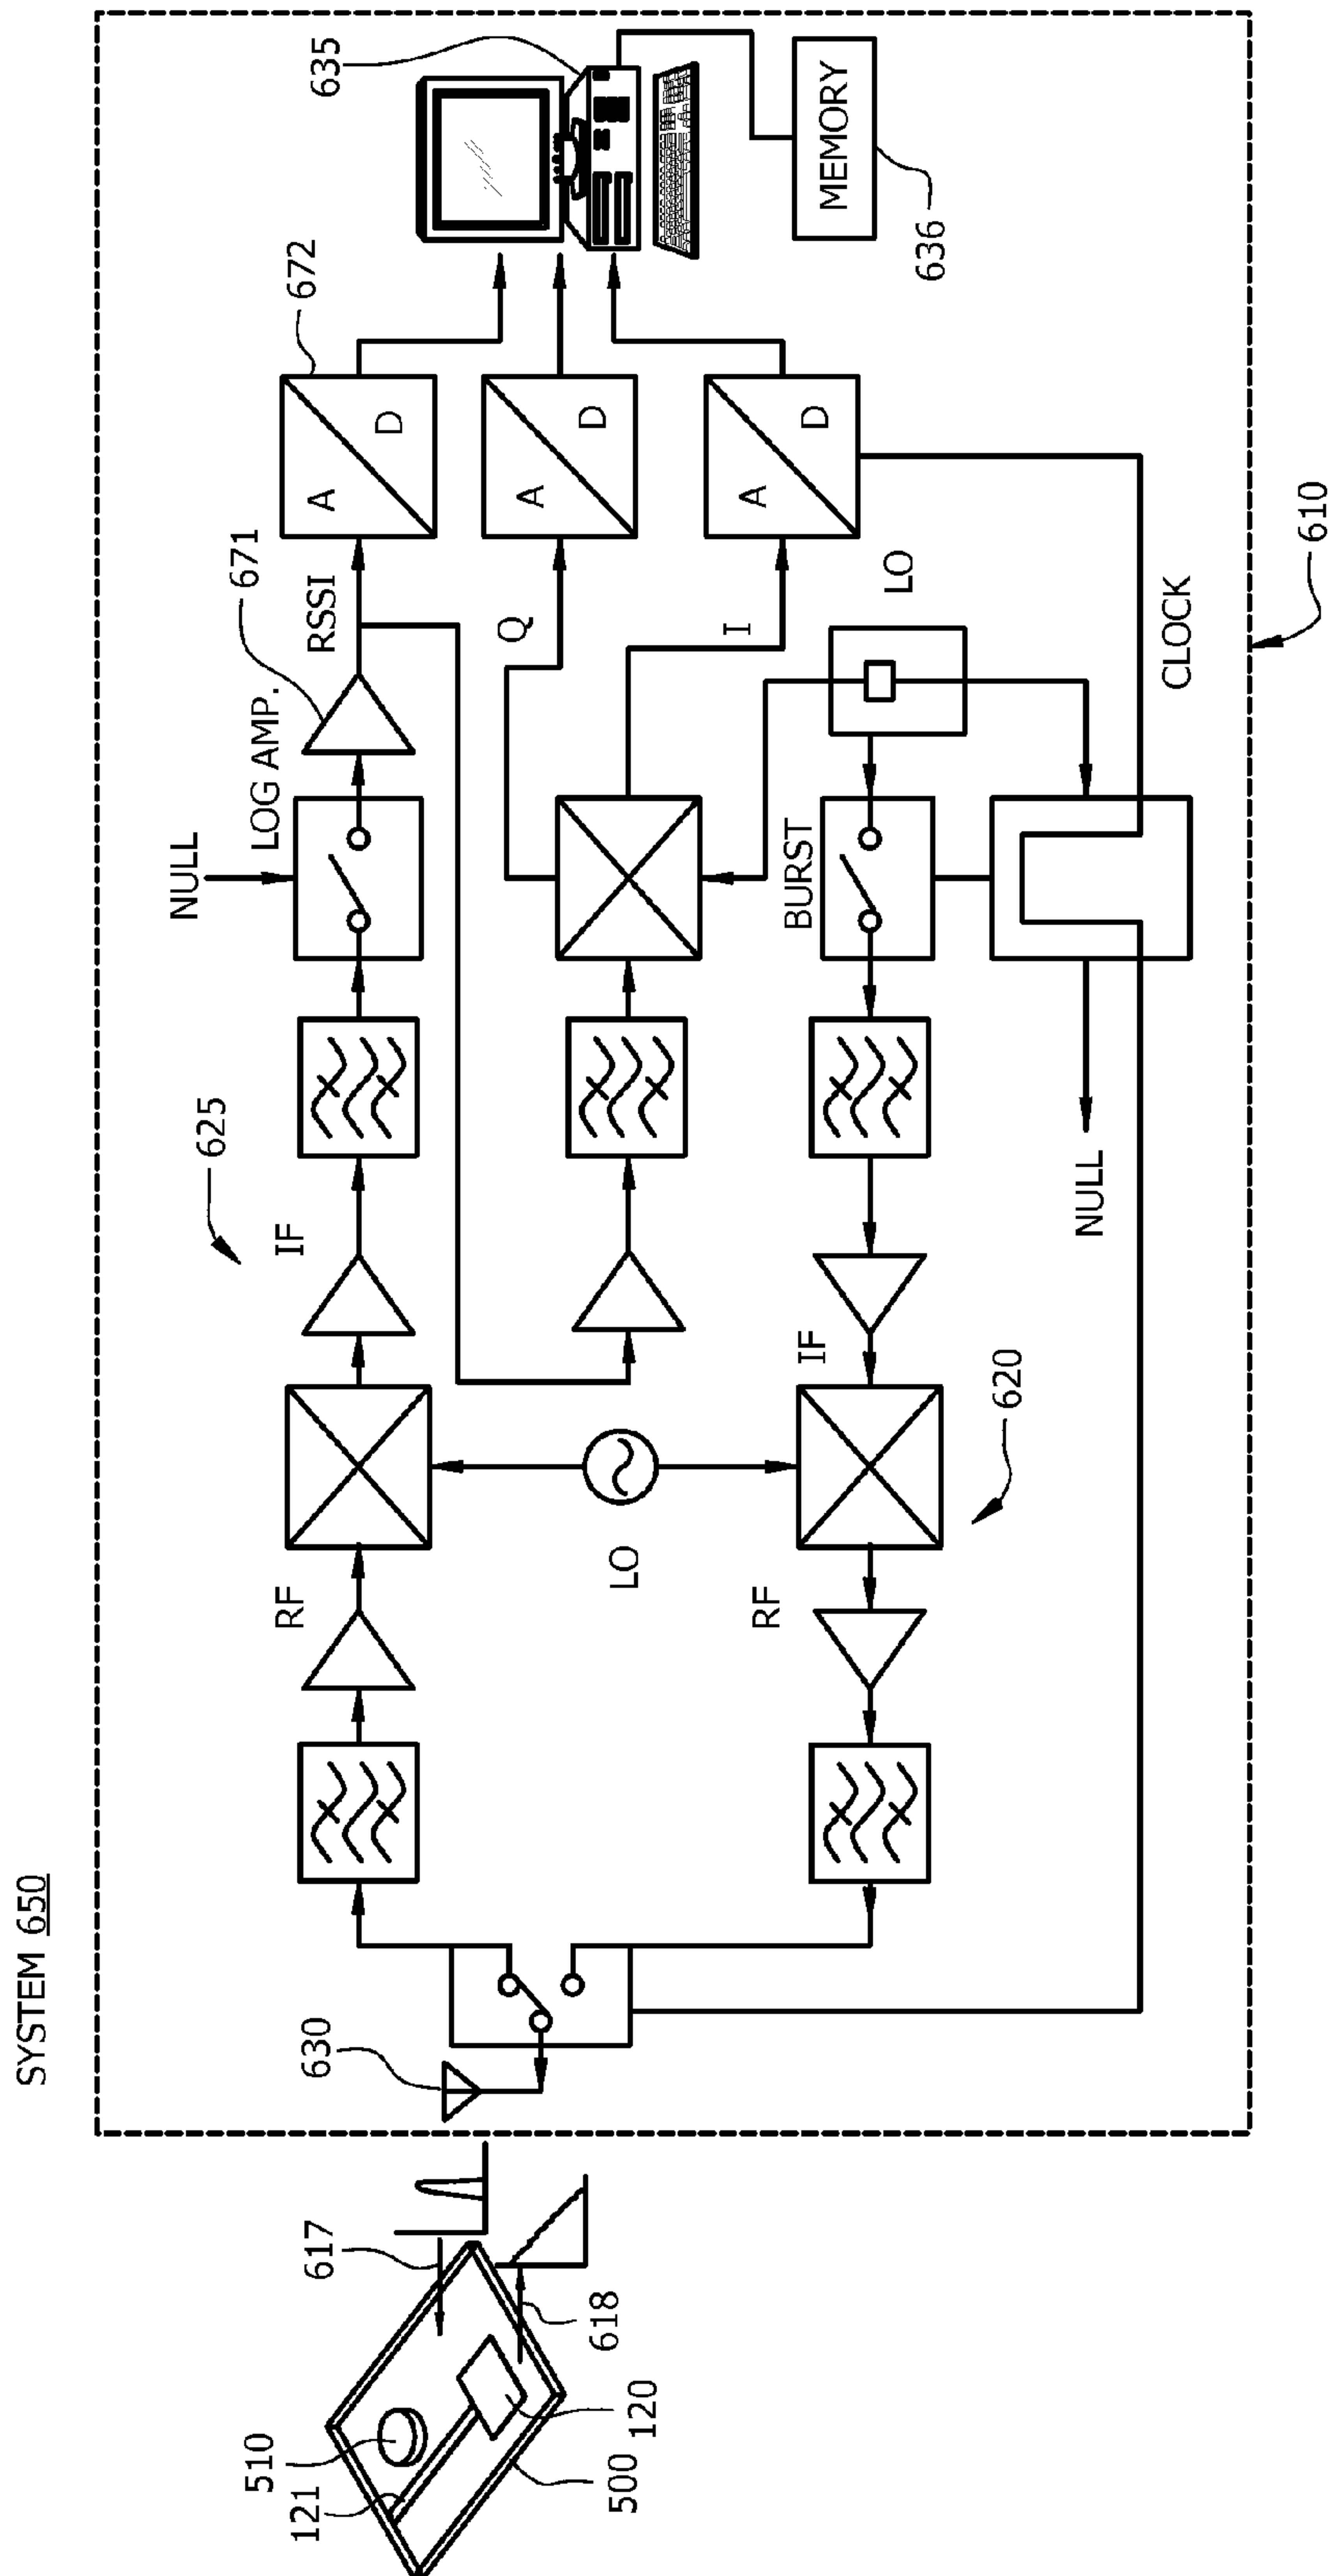 SYSTEM 650
635
672
671
RSSI
LOG AMP.
NULL
A
D
Q
A
D
I
A
D
MEMORY
636
LO
BURST
CLOCK
610
NULL
625
IF
IF
RF
LO
RF
620
630
617
618
510
121
500
120